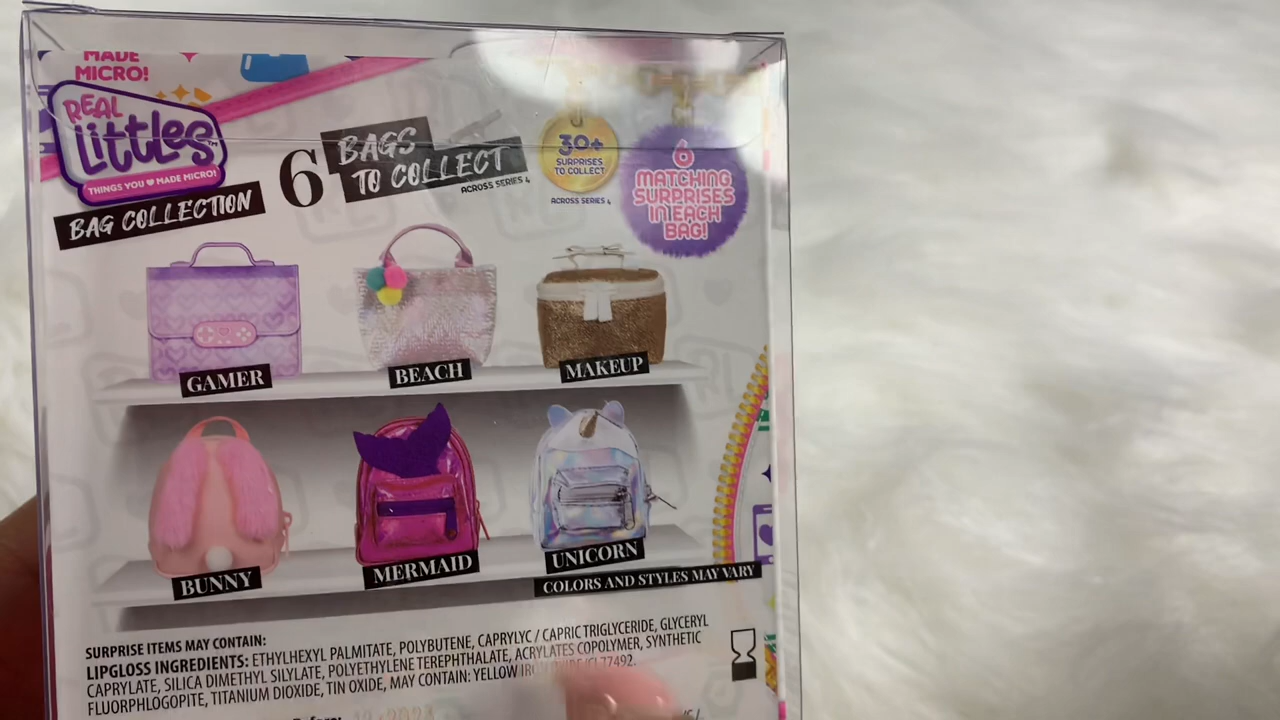 MADE
MICRO!
REAL
LITTLES™
THINGS YOU MADE MICRO!
BAG COLLECTION
6 BAGS
TO COLLECT
ACROSS SERIES 4
30+
SURPRISES
TO COLLECT
ACROSS SERIES 4
6
MATCHING
SURPRISES
IN EACH
BAG!
GAMER
BEACH
MAKEUP
BUNNY
MERMAID
UNICORN
COLORS AND STYLES MAY VARY
SURPRISE ITEMS MAY CONTAIN:
LIPGLOSS INGREDIENTS: ETHYLHEXYL PALMITATE, POLYBUTENE, CAPRYLYC / CAPRIC TRIGLYCERIDE, GLYCERYL
CAPRYLATE, SILICA DIMETHYL SILYLATE, POLYETHYLENE TEREPHTHALATE, ACRYLATES COPOLYMER, SYNTHETIC
FLUORPHLOGOPITE, TITANIUM DIOXIDE, TIN OXIDE, MAY CONTAIN: YELLOW 77492.